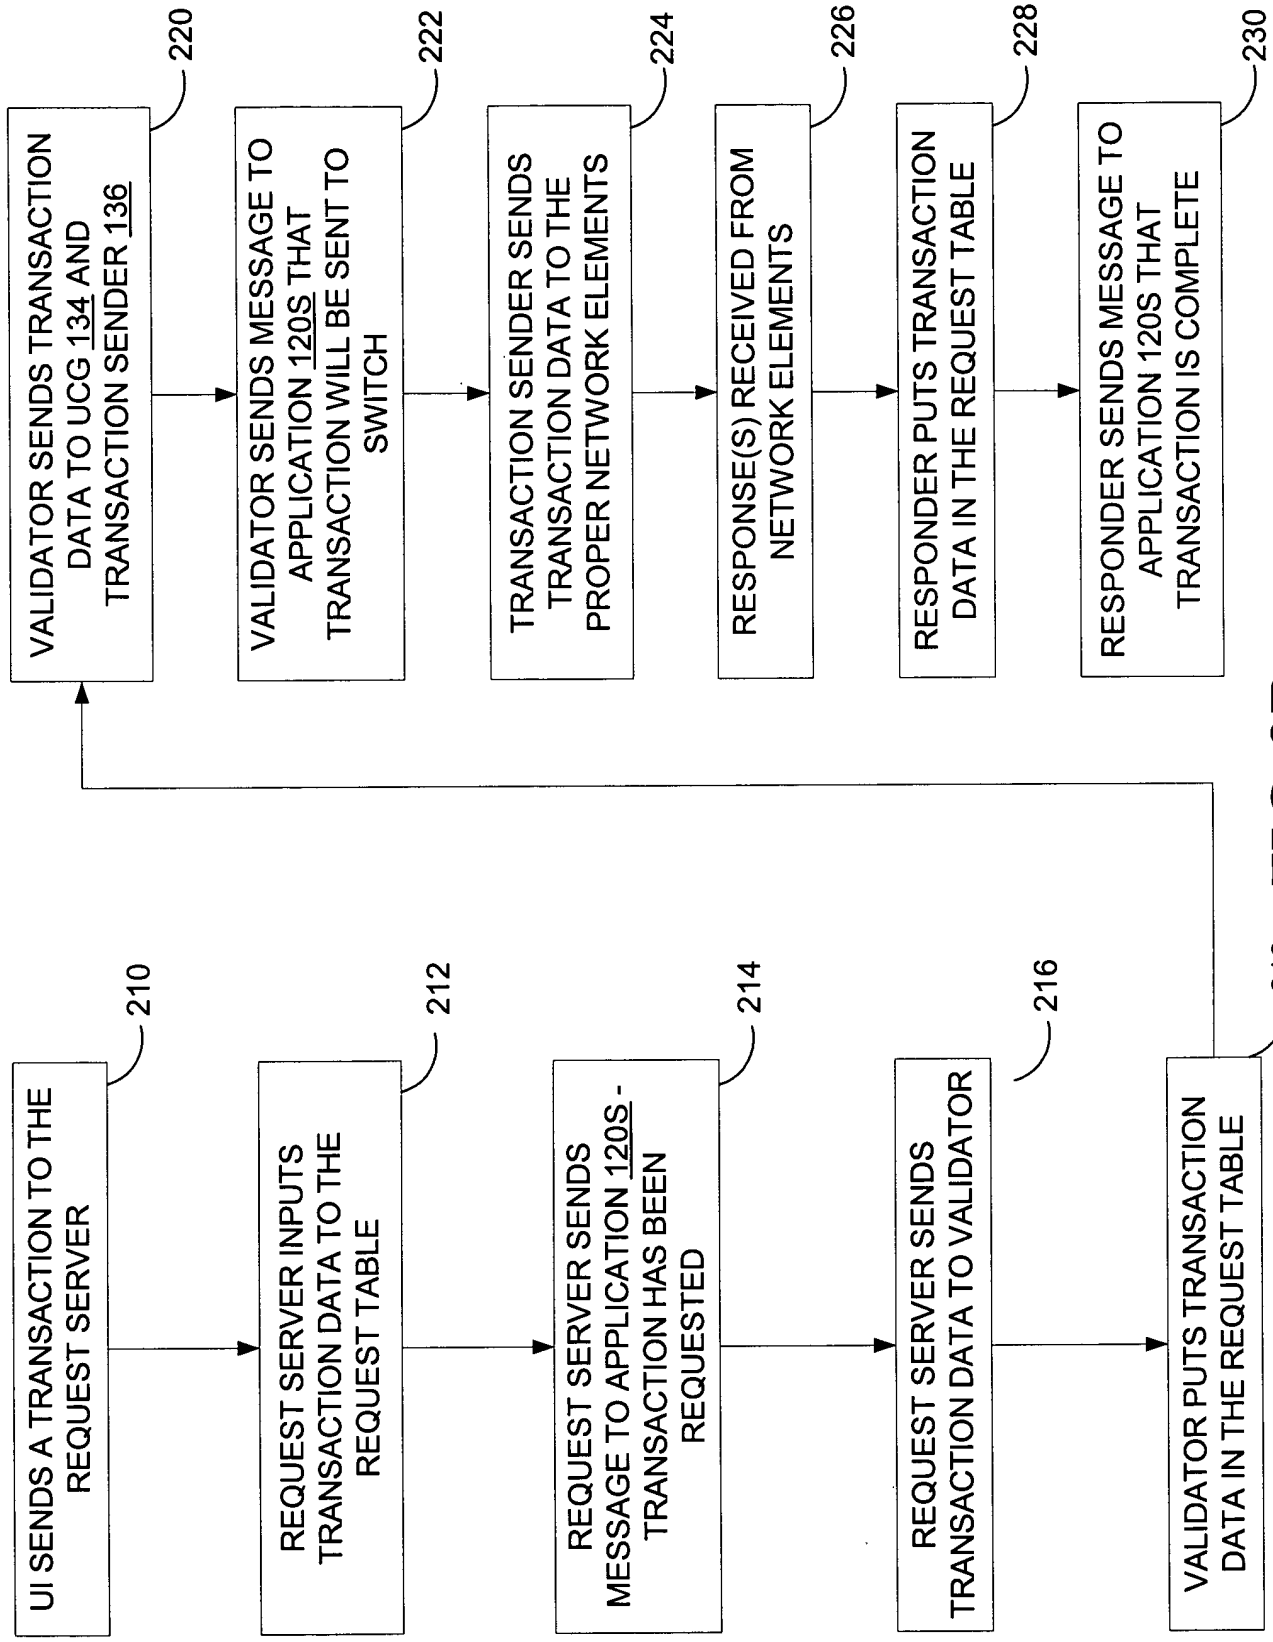 UI SENDS A TRANSACTION TO THE
REQUEST SERVER
210
REQUEST SERVER INPUTS
TRANSACTION DATA TO THE
REQUEST TABLE
212
REQUEST SERVER SENDS
MESSAGE TO APPLICATION 120S -
TRANSACTION HAS BEEN
REQUESTED
214
REQUEST SERVER SENDS
TRANSACTION DATA TO VALIDATOR
216
VALIDATOR PUTS TRANSACTION
DATA IN THE REQUEST TABLE
VALIDATOR SENDS TRANSACTION
DATA TO UCG 134 AND
TRANSACTION SENDER 136
220
VALIDATOR SENDS MESSAGE TO
APPLICATION 120S THAT
TRANSACTION WILL BE SENT TO
SWITCH
222
TRANSACTION SENDER SENDS
TRANSACTION DATA TO THE
PROPER NETWORK ELEMENTS
224
RESPONSE(S) RECEIVED FROM
NETWORK ELEMENTS
226
RESPONDER PUTS TRANSACTION
DATA IN THE REQUEST TABLE
228
RESPONDER SENDS MESSAGE TO
APPLICATION 120S THAT
TRANSACTION IS COMPLETE
230